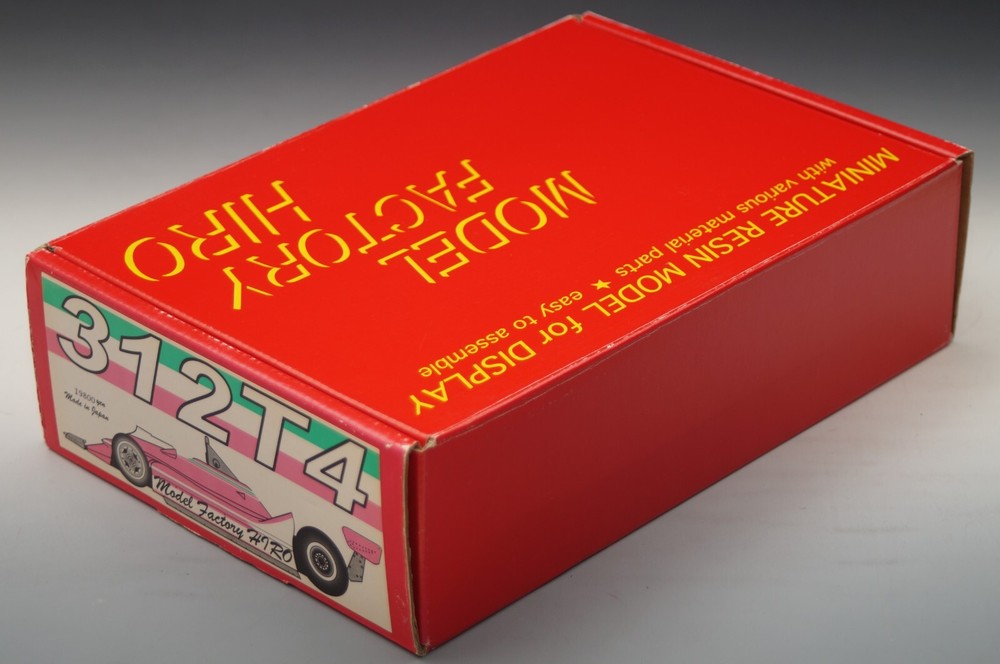 MODEL
FACTORY
HIRO
MINIATURE RESIN MODEL for DISPLAY
with various material parts ★ easy to assemble
312T4
19800yen
Made in Japan
Model Factory HIRO